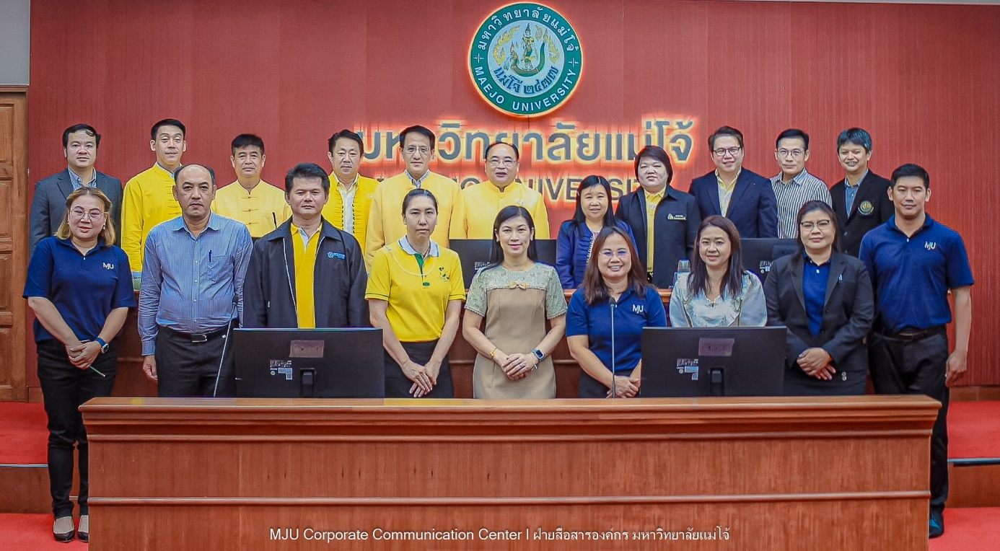 มหาวิทยาลัยแม่โจ้
แม่โจ้ ๒๔๗๗
MAEJO UNIVERSITY
มหาวิทยาลัยแม่โจ้
UNIVERSITY
MJU
MJU
MJU
MJU Corporate Communication Center l ฝ่ายสื่อสารองค์กร มหาวิทยาลัยแม่โจ้